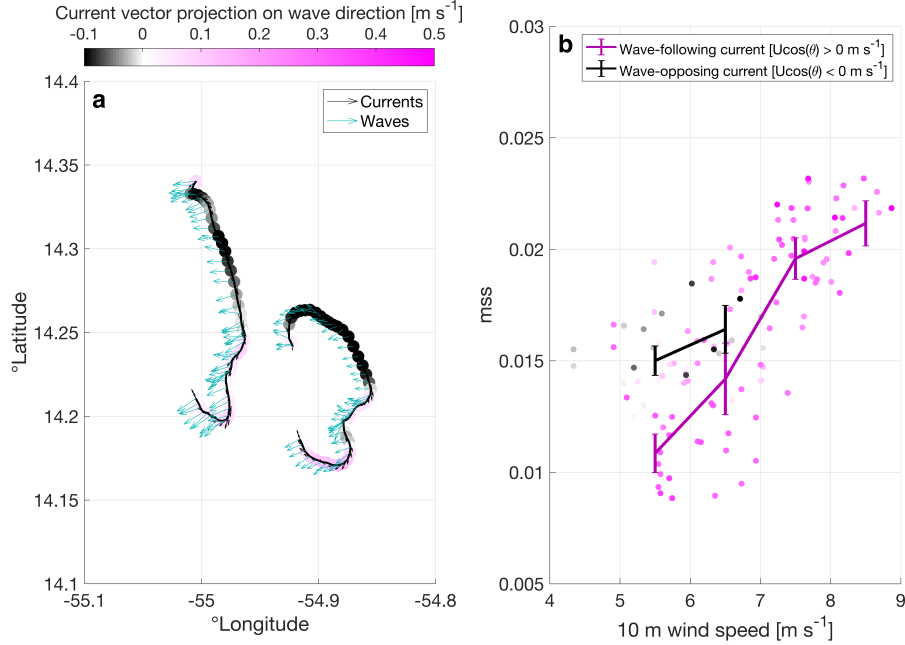 Current vector projection on wave direction [m s⁻¹]
-0.1 0 0.1 0.2 0.3 0.4 0.5
a
Currents
Waves
14.4
14.35
14.3
14.25
14.2
14.15
14.1
°Latitude
-55.1 -55 -54.9 -54.8
°Longitude
b
Wave-following current [Ucos(θ) > 0 m s⁻¹]
Wave-opposing current [Ucos(θ) < 0 m s⁻¹]
0.03
0.025
0.02
0.015
0.01
0.005
mss
4 5 6 7 8 9
10 m wind speed [m s⁻¹]